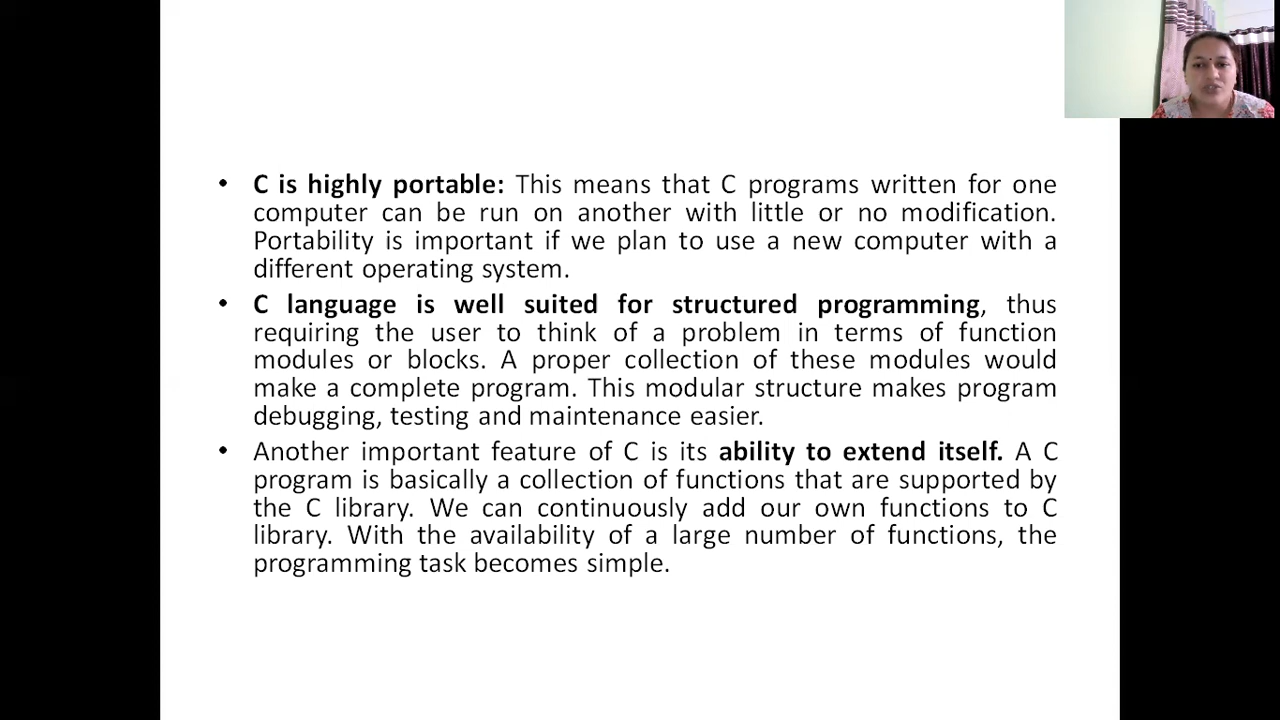 • C is highly portable: This means that C programs written for one
computer can be run on another with little or no modification.
Portability is important if we plan to use a new computer with a
different operating system.
• C language is well suited for structured programming, thus
requiring the user to think of a problem in terms of function
modules or blocks. A proper collection of these modules would
make a complete program. This modular structure makes program
debugging, testing and maintenance easier.
• Another important feature of C is its ability to extend itself. A C
program is basically a collection of functions that are supported by
the C library. We can continuously add our own functions to C
library. With the availability of a large number of functions, the
programming task becomes simple.